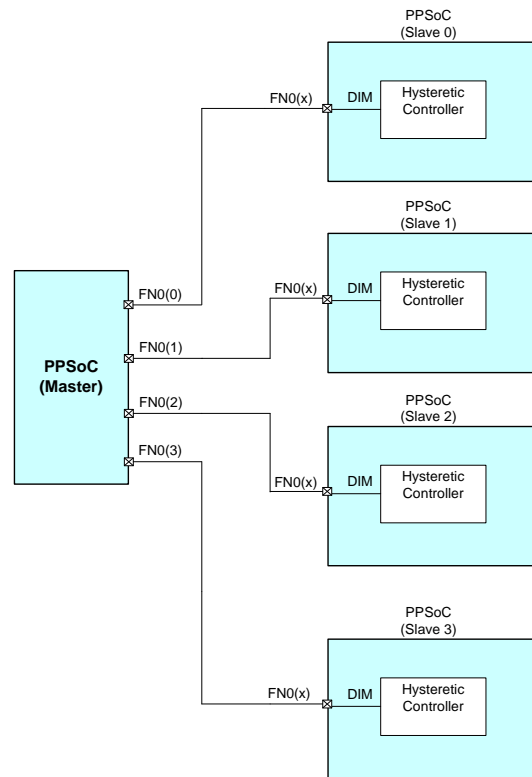 PPSoC
(Slave 0)
FN0(x)
DIM
Hysteretic
Controller
PPSoC
(Slave 1)
FN0(x)
DIM
Hysteretic
Controller
PPSoC
(Master)
FN0(0)
FN0(1)
FN0(2)
FN0(3)
PPSoC
(Slave 2)
FN0(x)
DIM
Hysteretic
Controller
PPSoC
(Slave 3)
FN0(x)
DIM
Hysteretic
Controller